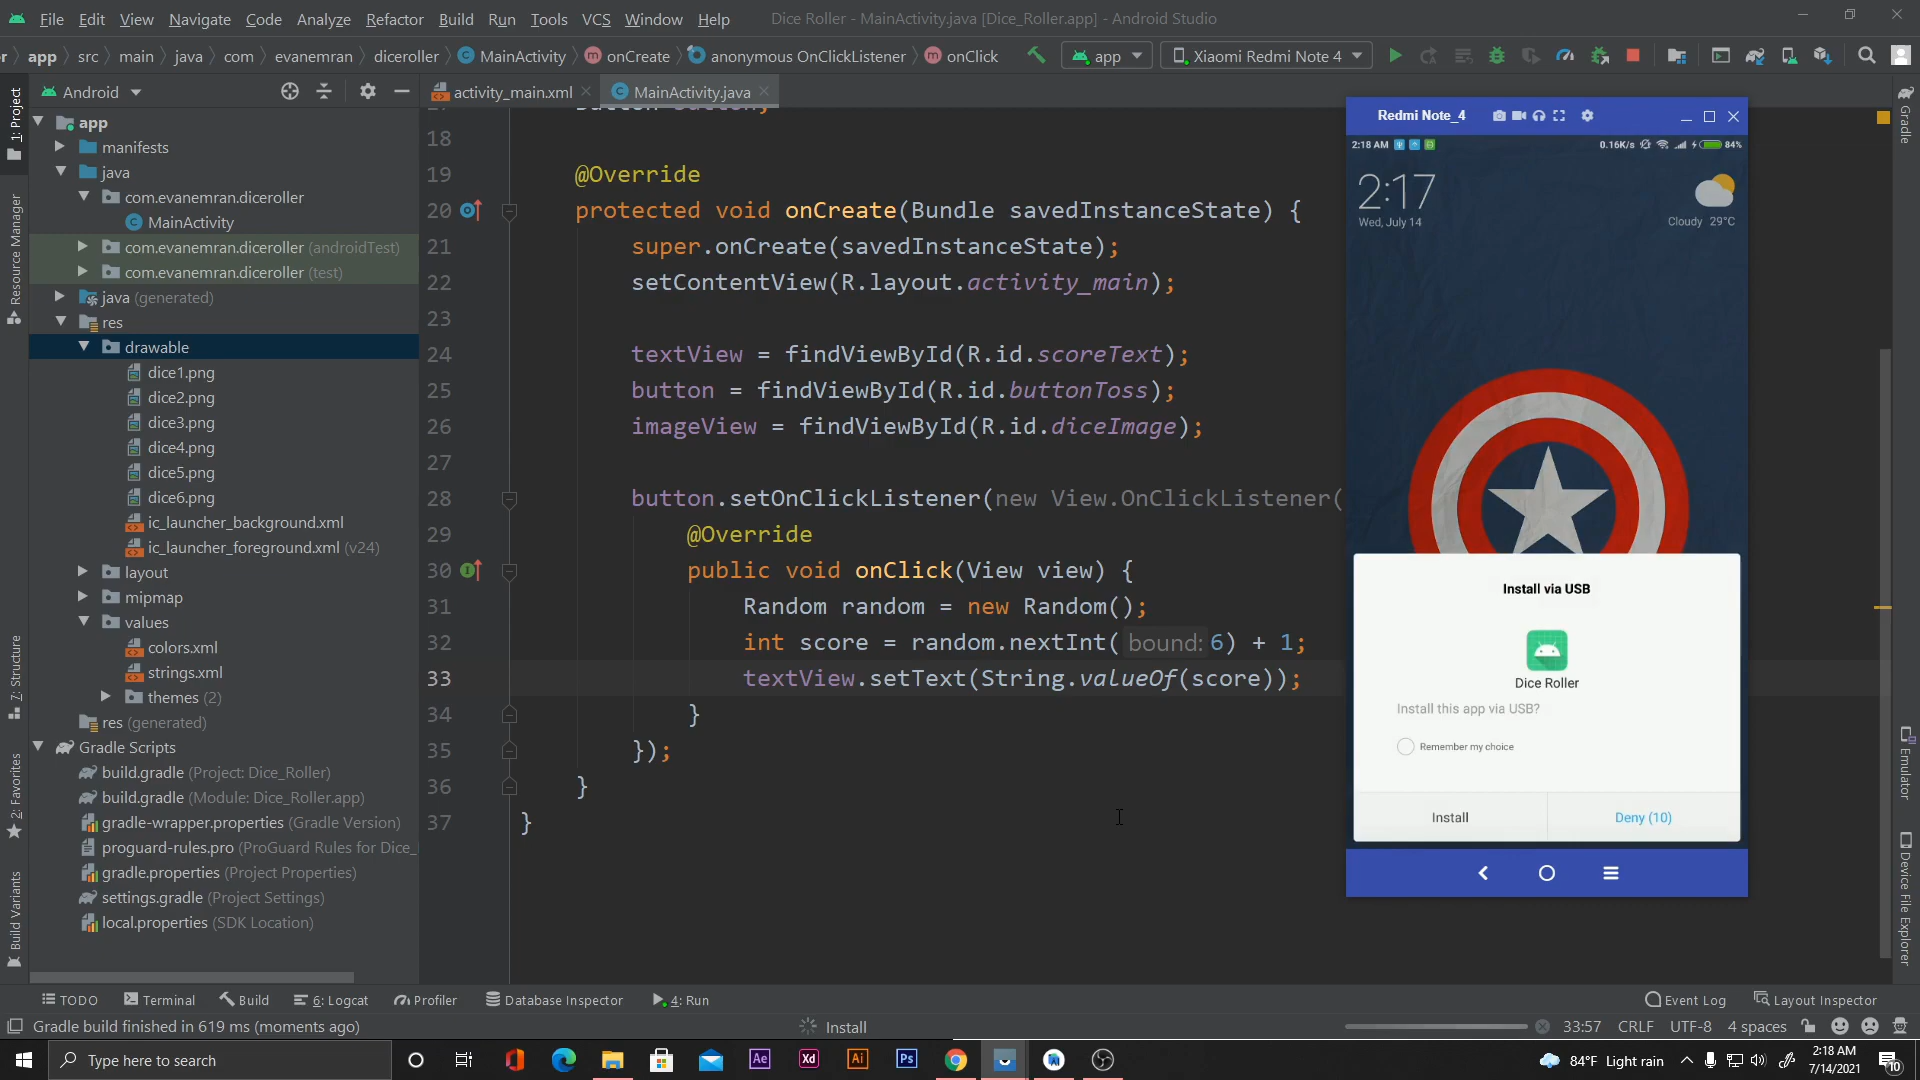 File Edit View Navigate Code Analyze Refactor Build Run Tools VCS Window Help Dice Roller - MainActivity.java [Dice_Roller.app] - Android Studio
r app src main java com evanemran diceroller MainActivity onCreate anonymous OnClickListener onClick app Xiaomi Redmi Note 4
Android
activity_main.xml
MainActivity.java
1: Project
Resource Manager
7: Structure
2: Favorites
Build Variants
app
manifests
java
com.evanemran.diceroller
MainActivity
com.evanemran.diceroller (androidTest)
com.evanemran.diceroller (test)
java (generated)
res
drawable
dice1.png
dice2.png
dice3.png
dice4.png
dice5.png
dice6.png
ic_launcher_background.xml
ic_launcher_foreground.xml (v24)
layout
mipmap
values
colors.xml
strings.xml
themes (2)
res (generated)
Gradle Scripts
build.gradle (Project: Dice_Roller)
build.gradle (Module: Dice_Roller.app)
gradle-wrapper.properties (Gradle Version)
proguard-rules.pro (ProGuard Rules for Dice_
gradle.properties (Project Properties)
settings.gradle (Project Settings)
local.properties (SDK Location)
18
19 @Override
20 protected void onCreate(Bundle savedInstanceState) {
21 super.onCreate(savedInstanceState);
22 setContentView(R.layout.activity_main);
23
24 textView = findViewById(R.id.scoreText);
25 button = findViewById(R.id.buttonToss);
26 imageView = findViewById(R.id.diceImage);
27
28 button.setOnClickListener(new View.OnClickListener(
29 @Override
30 public void onClick(View view) {
31 Random random = new Random();
32 int score = random.nextInt( bound: 6) + 1;
33 textView.setText(String.valueOf(score));
34 }
35 });
36 }
37 }
Redmi Note_4
2:18 AM 0.16K/s 84%
2:17
Wed, July 14
Cloudy 29°C
Install via USB
Dice Roller
Install this app via USB?
Remember my choice
Install Deny (10)
Gradle
Emulator
Device File Explorer
TODO Terminal Build 6: Logcat Profiler Database Inspector 4: Run Event Log Layout Inspector
Gradle build finished in 619 ms (moments ago) Install 33:57 CRLF UTF-8 4 spaces
Type here to search
Ae
Xd
Ai
Ps
84°F Light rain
2:18 AM
7/14/2021
10